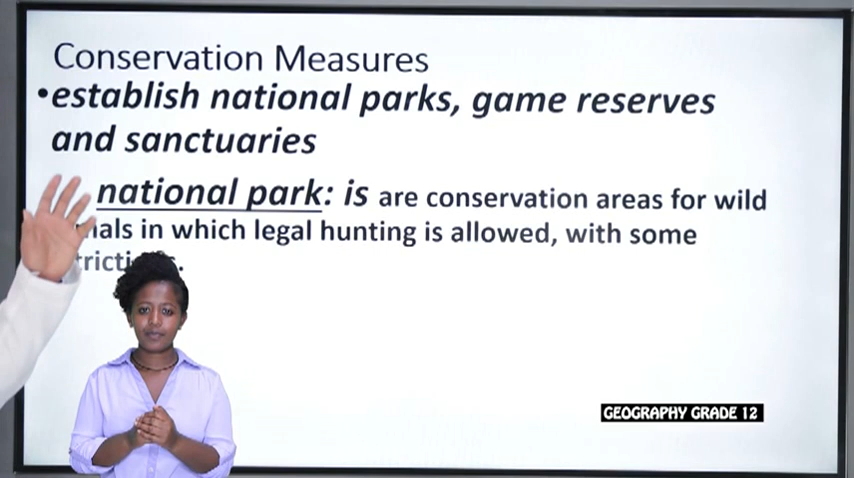 Conservation Measures
•establish national parks, game reserves
and sanctuaries
national park: is are conservation areas for wild
in which legal hunting is allowed, with some
GEOGRAPHY GRADE 12